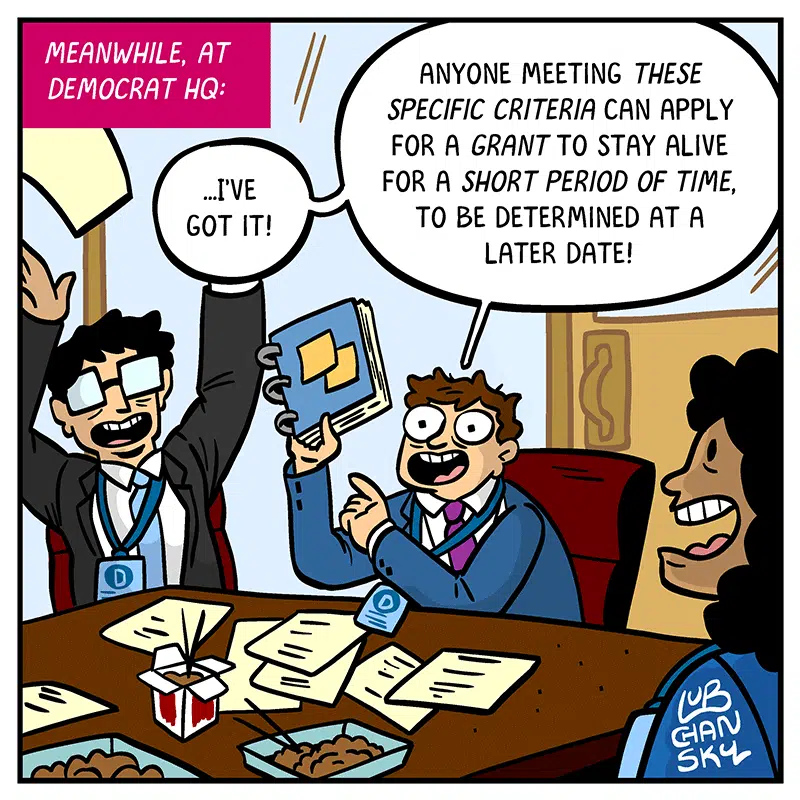 MEANWHILE, AT
DEMOCRAT HQ:
...I'VE
GOT IT!
ANYONE MEETING THESE
SPECIFIC CRITERIA CAN APPLY
FOR A GRANT TO STAY ALIVE
FOR A SHORT PERIOD OF TIME,
TO BE DETERMINED AT A
LATER DATE!
D
D
LUB
CHAN
SKY